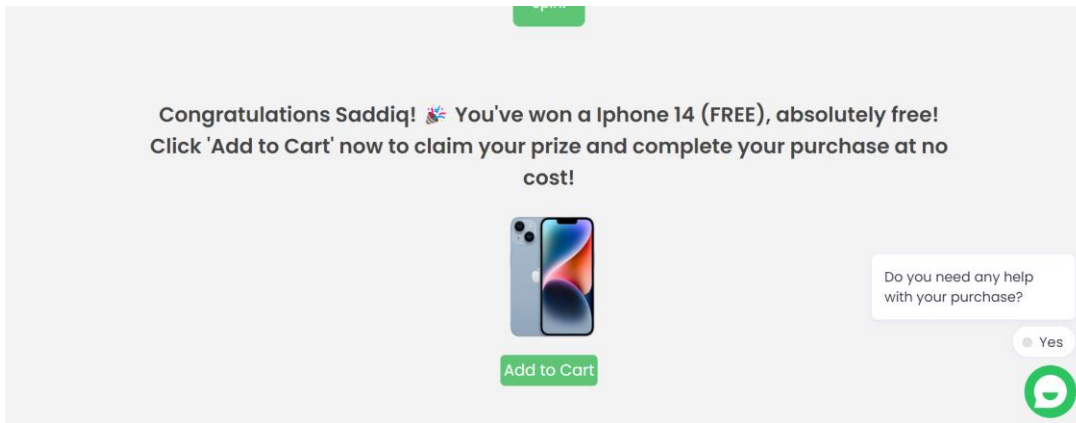 Congratulations Saddiq! 🎉 You've won a Iphone 14 (FREE), absolutely free!
Click 'Add to Cart' now to claim your prize and complete your purchase at no
cost!
Do you need any help
with your purchase?
Yes
Add to Cart